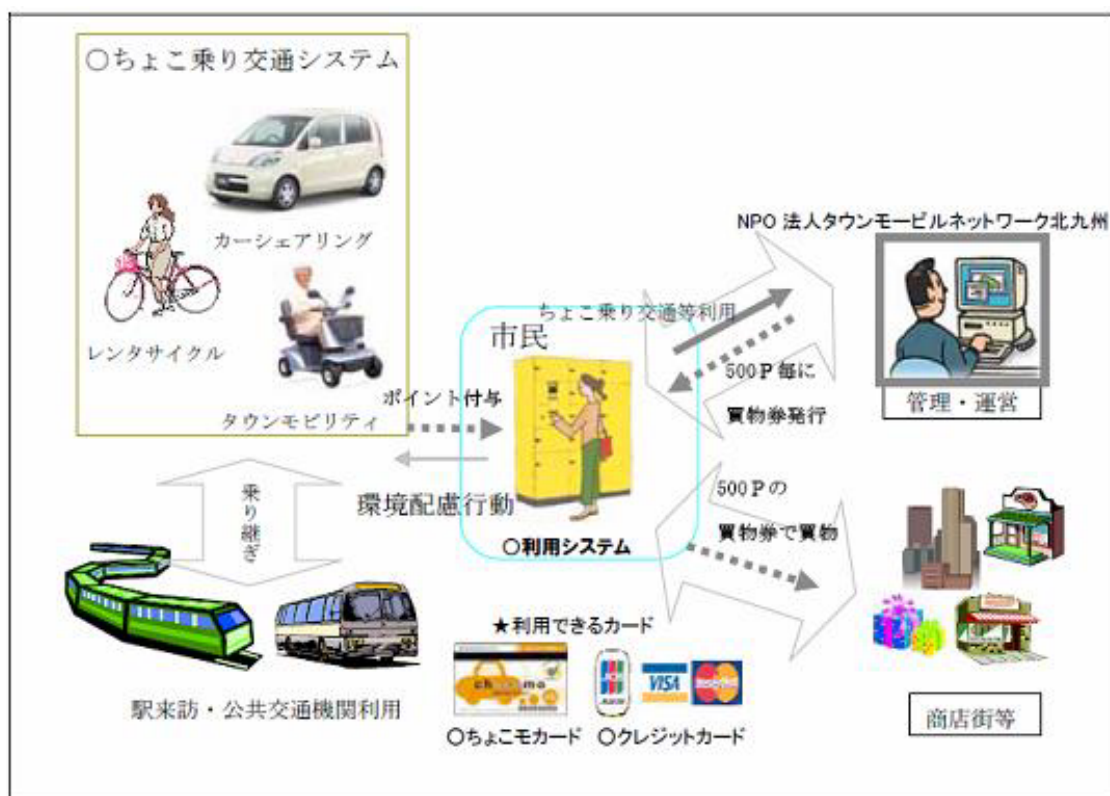 〇ちょこ乗り交通システム
カーシェアリング
レンタサイクル
タウンモビリティ
乗り継ぎ
駅来訪・公共交通機関利用
ポイント付与
環境配慮行動
市民
〇利用システム
ちょこ乗り交通等利用
500P毎に
買物券発行
NPO 法人タウンモービルネットワーク北九州
管理・運営
500Pの
買物券で買物
商店街等
★利用できるカード
JCB
VISA
MasterCard
〇ちょこモカード
〇クレジットカード